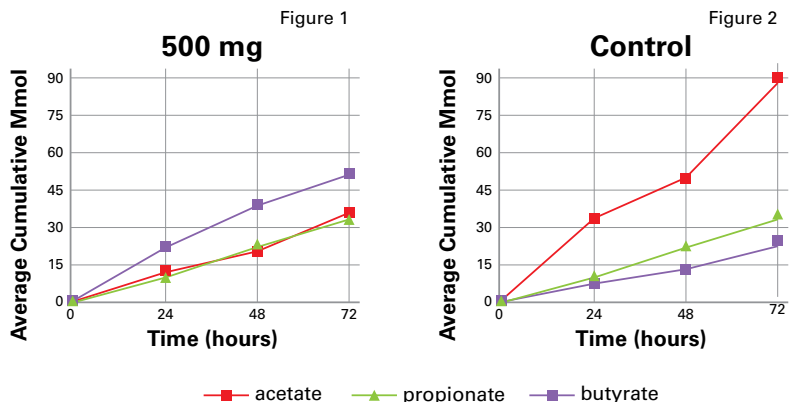 Figure 1
500 mg
Average Cumulative Mmol
90
75
60
45
30
15
0
0 24 48 72
Time (hours)
Figure 2
Control
Average Cumulative Mmol
90
75
60
45
30
15
0
0 24 48 72
Time (hours)
acetate propionate butyrate